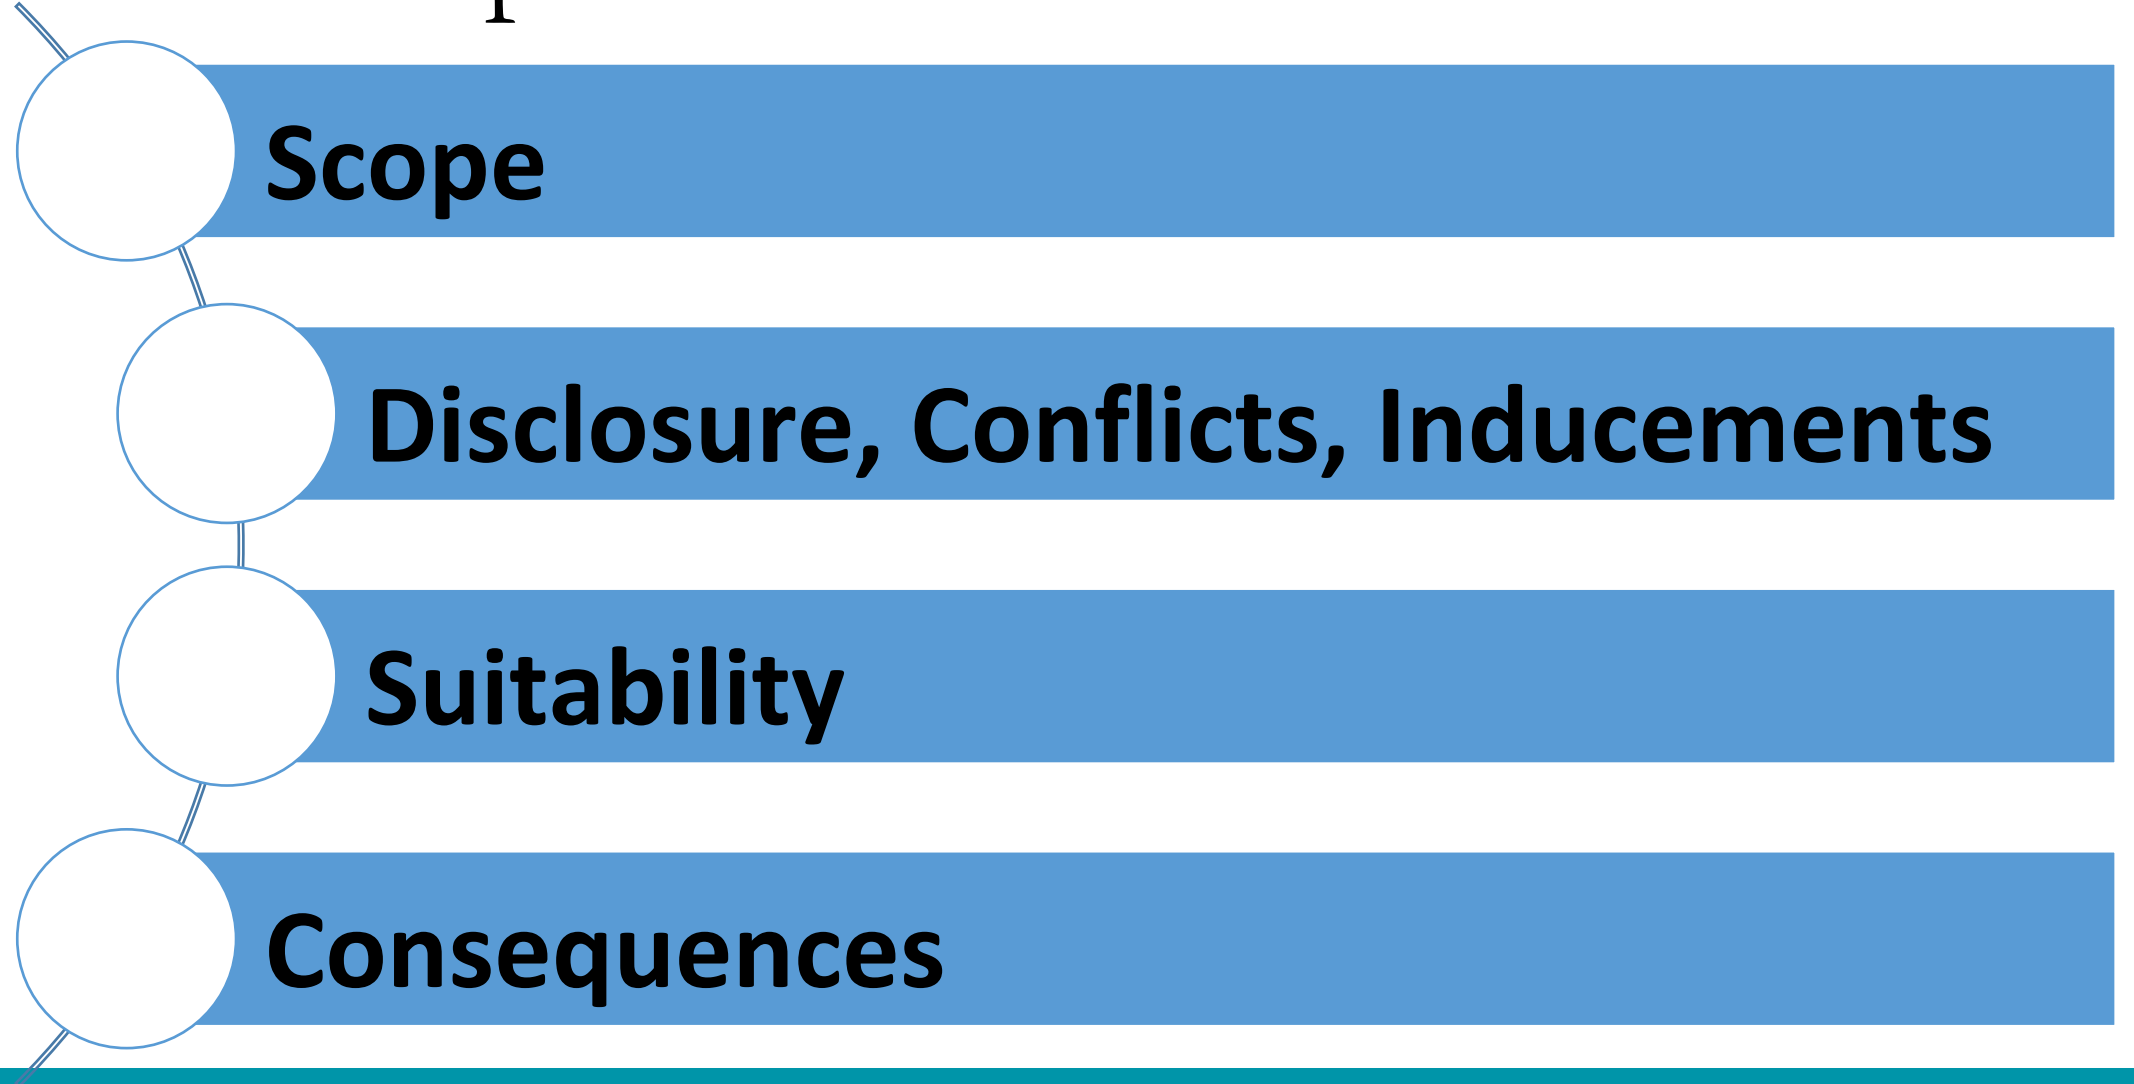 Scope
Disclosure, Conflicts, Inducements
Suitability
Consequences